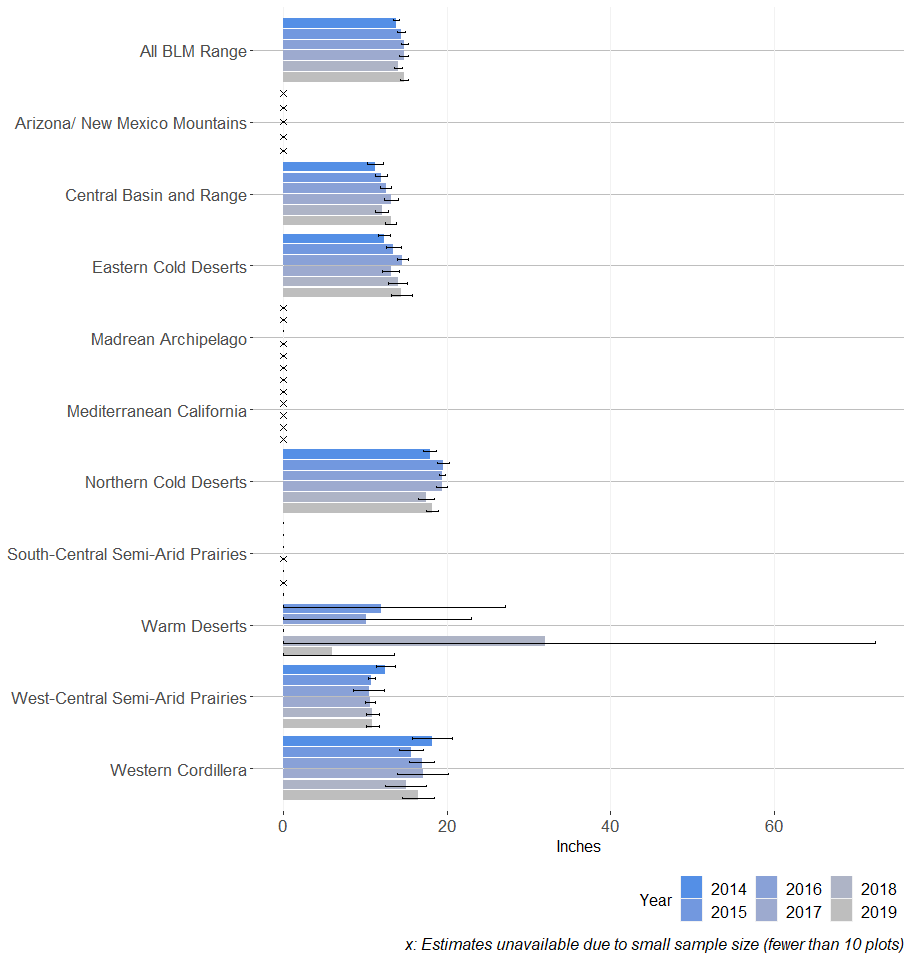 All BLM Range
Arizona/ New Mexico Mountains
Central Basin and Range
Eastern Cold Deserts
Madrean Archipelago
Mediterranean California
Northern Cold Deserts
South-Central Semi-Arid Prairies
Warm Deserts
West-Central Semi-Arid Prairies
Western Cordillera
0 20 40 60
Inches
Year 2014 2016 2018
2015 2017 2019
x: Estimates unavailable due to small sample size (fewer than 10 plots)